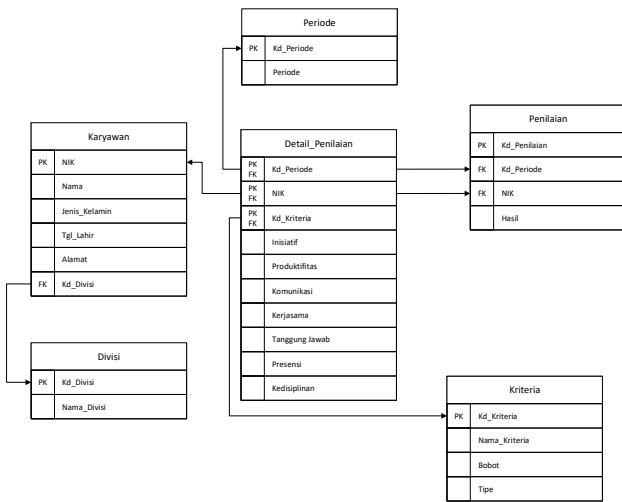 Periode
PK Kd_Periode
Periode
Karyawan
PK NIK
Nama
Jenis_Kelamin
Tgl_Lahir
Alamat
FK Kd_Divisi
Detail_Penilaian
PK
FK Kd_Periode
PK
FK NIK
PK
FK Kd_Kriteria
Inisiatif
Produktifitas
Komunikasi
Kerjasama
Tanggung Jawab
Presensi
Kedisiplinan
Penilaian
PK Kd_Penilaian
FK Kd_Periode
FK NIK
Hasil
Divisi
PK Kd_Divisi
Nama_Divisi
Kriteria
PK Kd_Kriteria
Nama_Kriteria
Bobot
Tipe